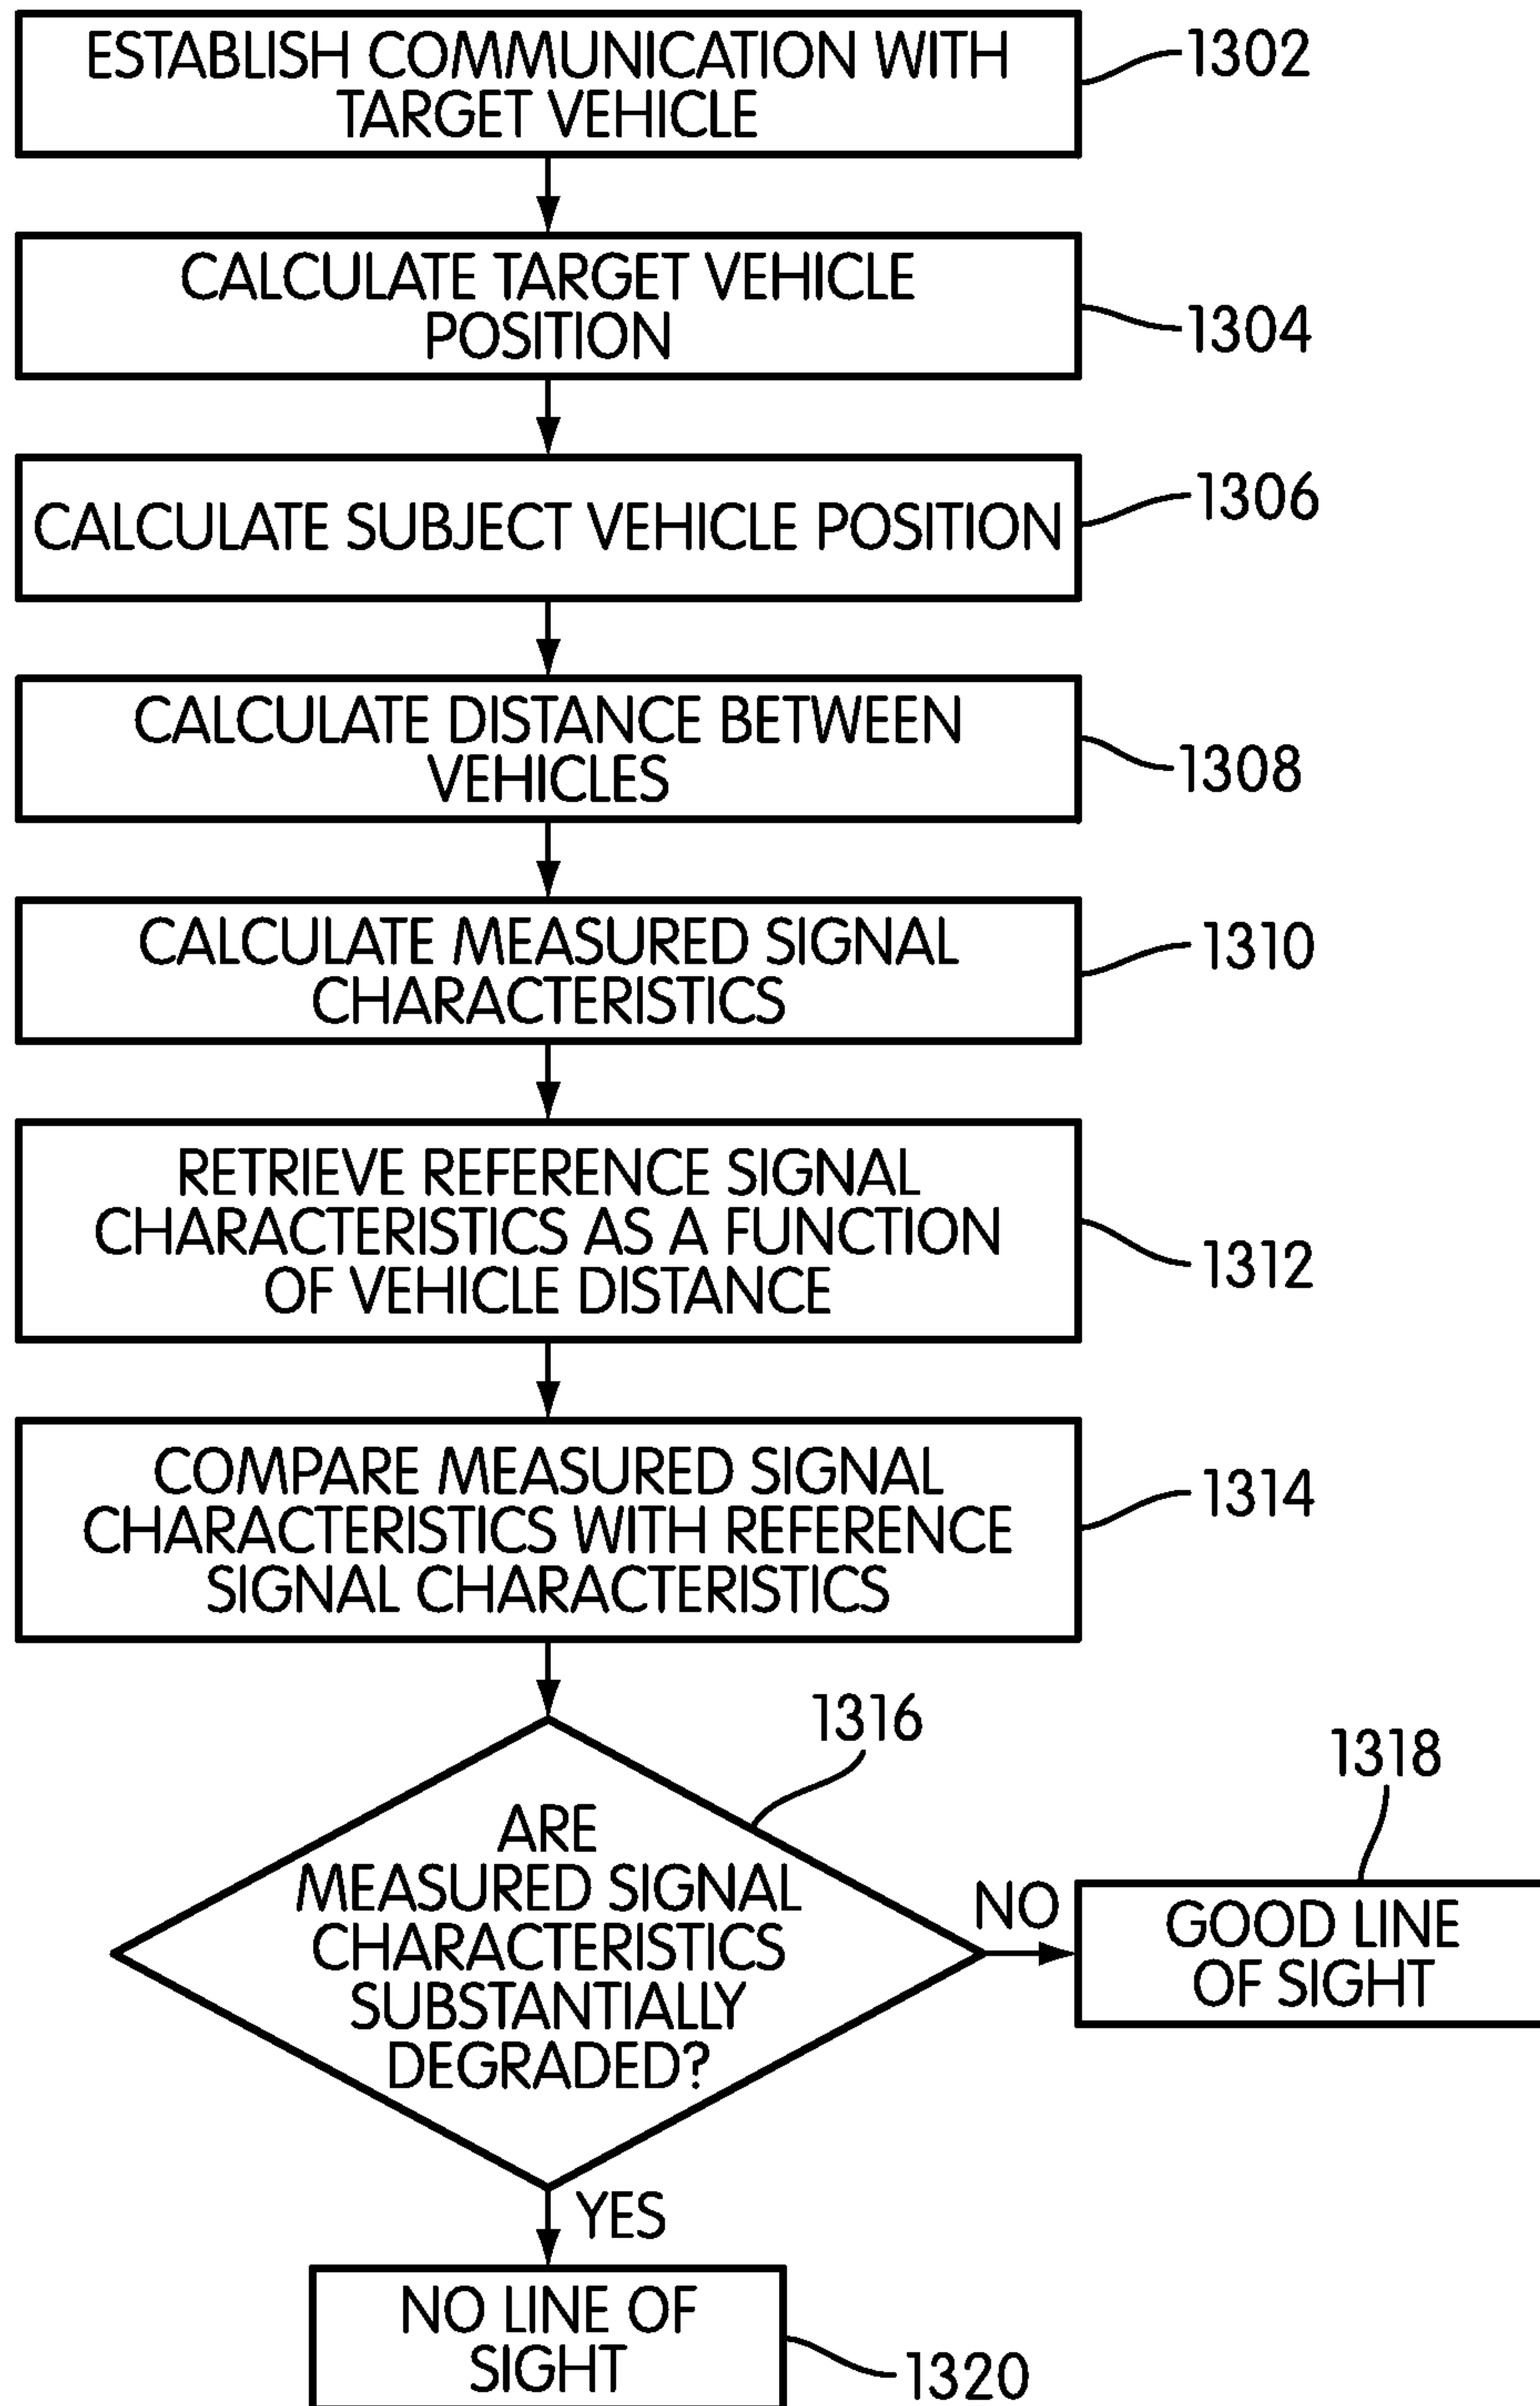 ESTABLISH COMMUNICATION WITH
TARGET VEHICLE
1302
CALCULATE TARGET VEHICLE
POSITION
1304
CALCULATE SUBJECT VEHICLE POSITION
1306
CALCULATE DISTANCE BETWEEN
VEHICLES
1308
CALCULATE MEASURED SIGNAL
CHARACTERISTICS
1310
RETRIEVE REFERENCE SIGNAL
CHARACTERISTICS AS A FUNCTION
OF VEHICLE DISTANCE
1312
COMPARE MEASURED SIGNAL
CHARACTERISTICS WITH REFERENCE
SIGNAL CHARACTERISTICS
1314
1316
ARE
MEASURED SIGNAL
CHARACTERISTICS
SUBSTANTIALLY
DEGRADED?
NO
1318
GOOD LINE
OF SIGHT
YES
NO LINE OF
SIGHT
1320